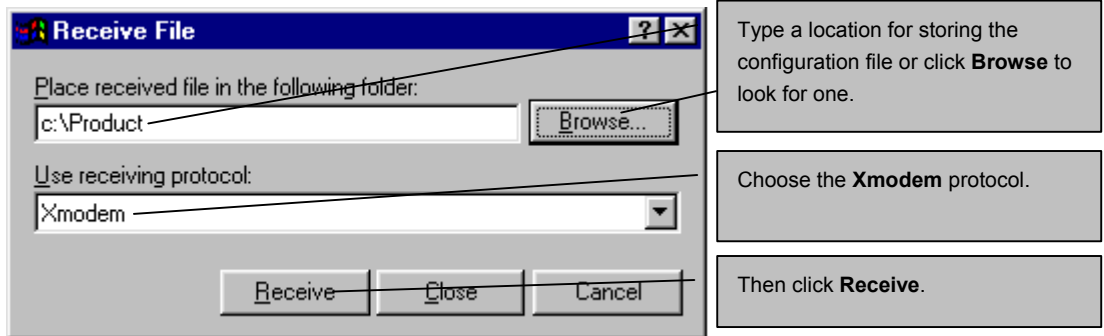 Receive File
Place received file in the following folder:
c:\Product
Browse...
Use receiving protocol:
Xmodem
Receive
Close
Cancel
Type a location for storing the
configuration file or click Browse to
look for one.
Choose the Xmodem protocol.
Then click Receive.